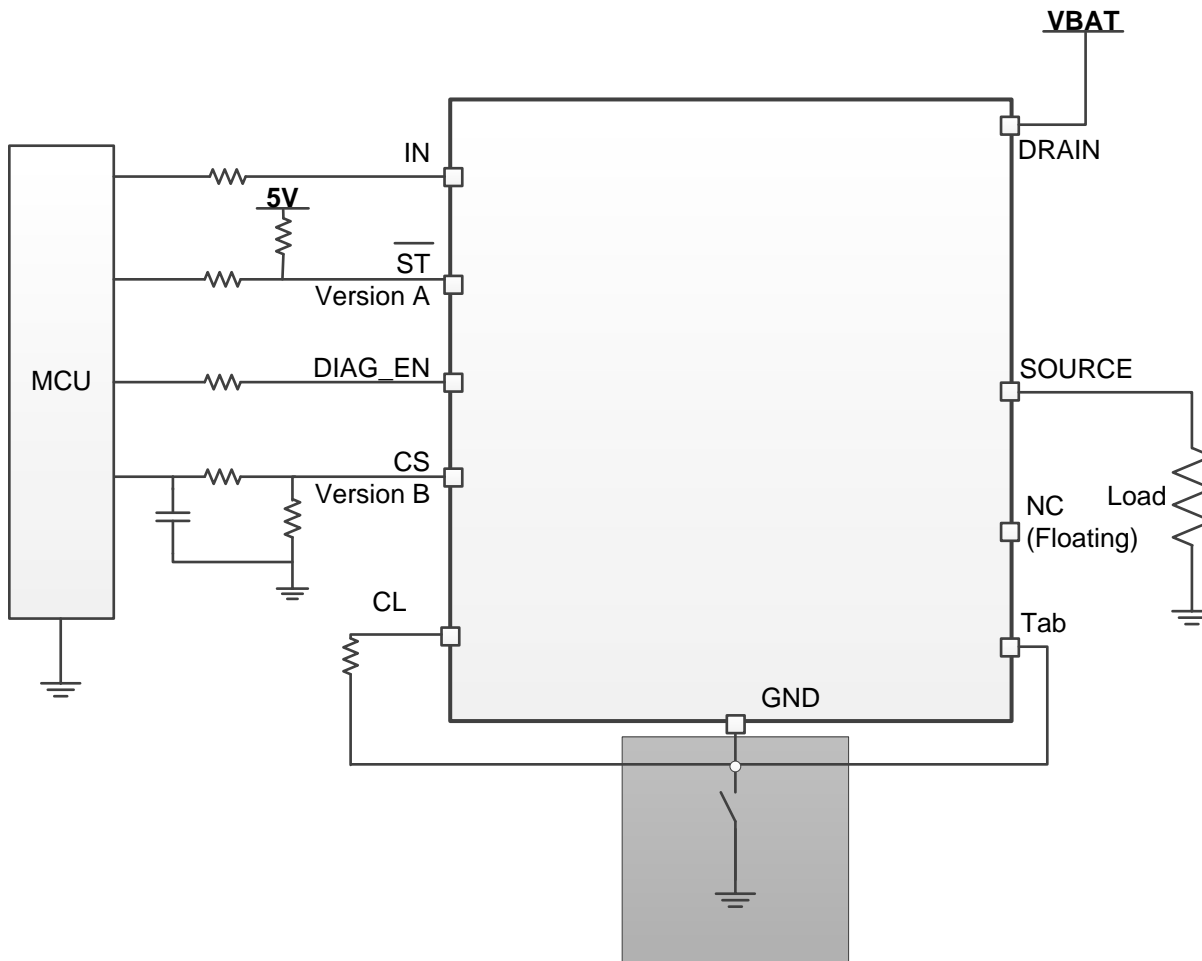 VBAT
IN
DRAIN
5V
ST
Version A
MCU
DIAG_EN
SOURCE
CS
Version B
NC
(Floating)
Load
CL
Tab
GND